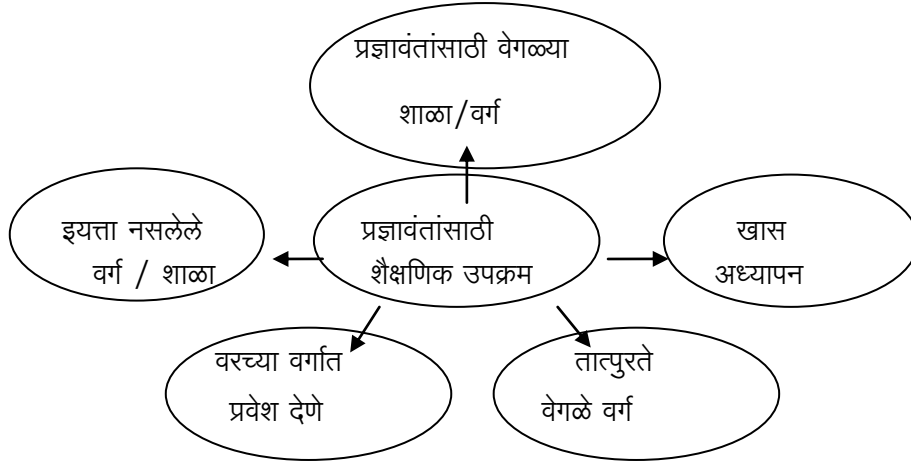 प्रज्ञावंतांसाठी वेगळ्या
शाळा/वर्ग
इयत्ता नसलेले
वर्ग / शाळा
प्रज्ञावंतांसाठी
शैक्षणिक उपक्रम
खास
अध्यापन
वरच्या वर्गात
प्रवेश देणे
तात्पुरते
वेगळे वर्ग